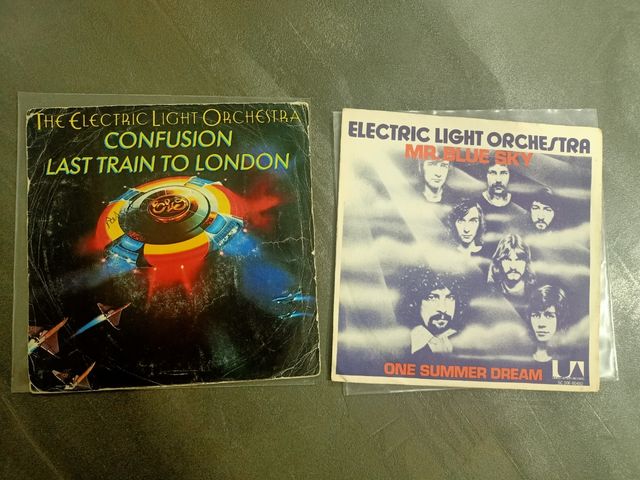 THE ELECTRIC LIGHT ORCHESTRA
CONFUSION
LAST TRAIN TO LONDON
ELECTRIC LIGHT ORCHESTRA
MR. BLUE SKY
ONE SUMMER DREAM
UA